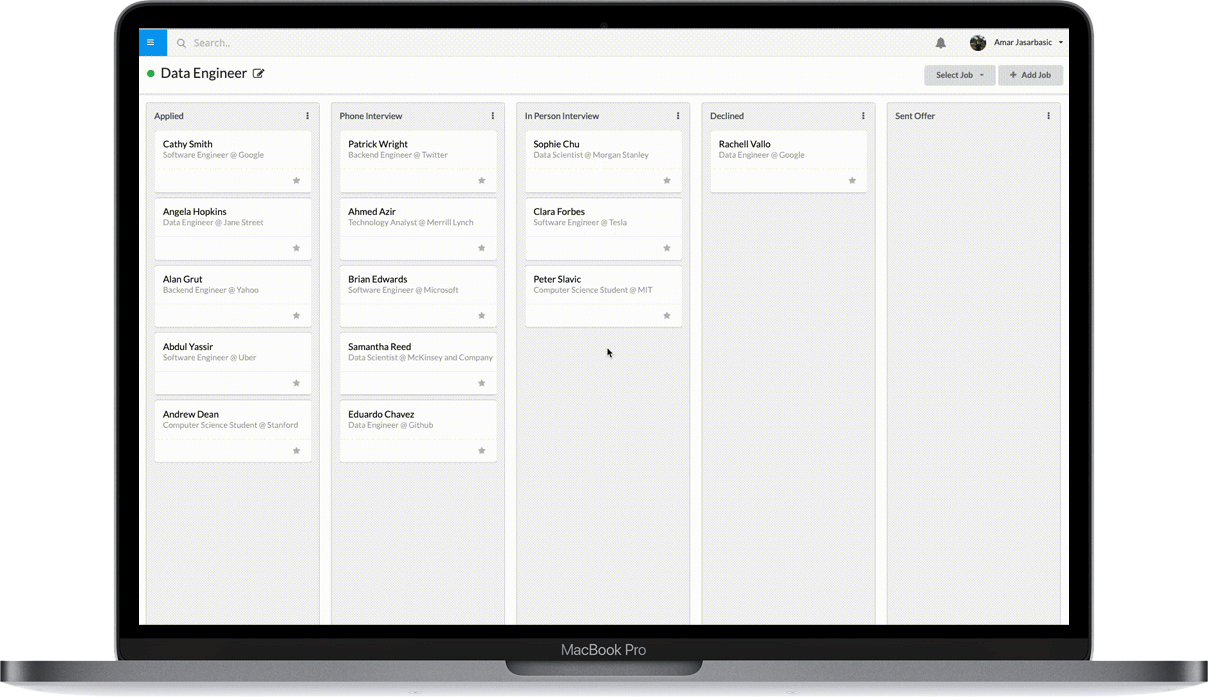 Search..
Amar Jasarbasic
Data Engineer
Select Job
+ Add Job
Applied
Cathy Smith
Software Engineer @ Google
Angela Hopkins
Data Engineer @ Jane Street
Alan Grut
Backend Engineer @ Yahoo
Abdul Yassir
Software Engineer @ Uber
Andrew Dean
Computer Science Student @ Stanford
Phone Interview
Patrick Wright
Backend Engineer @ Twitter
Ahmed Azir
Technology Analyst @ Merrill Lynch
Brian Edwards
Software Engineer @ Microsoft
Samantha Reed
Data Scientist @ McKinsey and Company
Eduardo Chavez
Data Engineer @ Github
In Person Interview
Sophie Chu
Data Scientist @ Morgan Stanley
Clara Forbes
Software Engineer @ Tesla
Peter Slavic
Computer Science Student @ MIT
Declined
Rachell Vallo
Data Engineer @ Google
Sent Offer
MacBook Pro